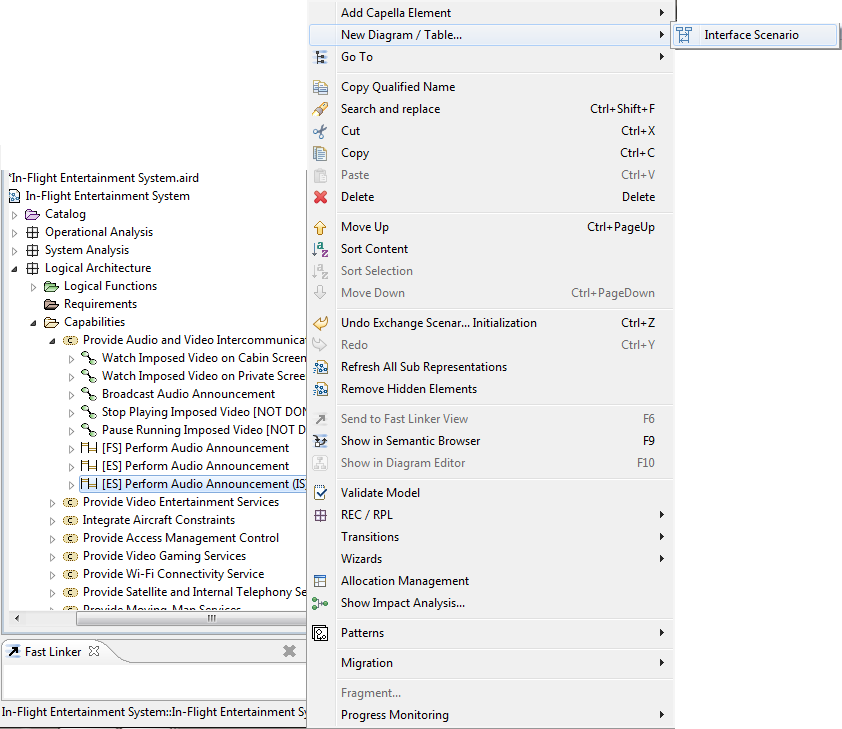 Add Capella Element
New Diagram / Table...
Interface Scenario
Go To
Copy Qualified Name
Search and replace Ctrl+Shift+F
Cut Ctrl+X
Copy Ctrl+C
Paste Ctrl+V
Delete Delete
Move Up Ctrl+PageUp
Sort Content
Sort Selection
Move Down Ctrl+PageDown
Undo Exchange Scenar... Initialization Ctrl+Z
Redo Ctrl+Y
Refresh All Sub Representations
Remove Hidden Elements
Send to Fast Linker View F6
Show in Semantic Browser F9
Show in Diagram Editor F10
Validate Model
REC / RPL
Transitions
Wizards
Allocation Management
Show Impact Analysis...
Patterns
Migration
Fragment...
Progress Monitoring
*In-Flight Entertainment System.aird
In-Flight Entertainment System
Catalog
Operational Analysis
System Analysis
Logical Architecture
Logical Functions
Requirements
Capabilities
Provide Audio and Video Intercommunicat
Watch Imposed Video on Cabin Screen
Watch Imposed Video on Private Scree
Broadcast Audio Announcement
Stop Playing Imposed Video [NOT DON
Pause Running Imposed Video [NOT D
[FS] Perform Audio Announcement
[ES] Perform Audio Announcement
[ES] Perform Audio Announcement (IS
Provide Video Entertainment Services
Integrate Aircraft Constraints
Provide Access Management Control
Provide Video Gaming Services
Provide Wi-Fi Connectivity Service
Provide Satellite and Internal Telephony Se
Provide Moving-Map Services
Fast Linker
In-Flight Entertainment System::In-Flight Entertainment Sy